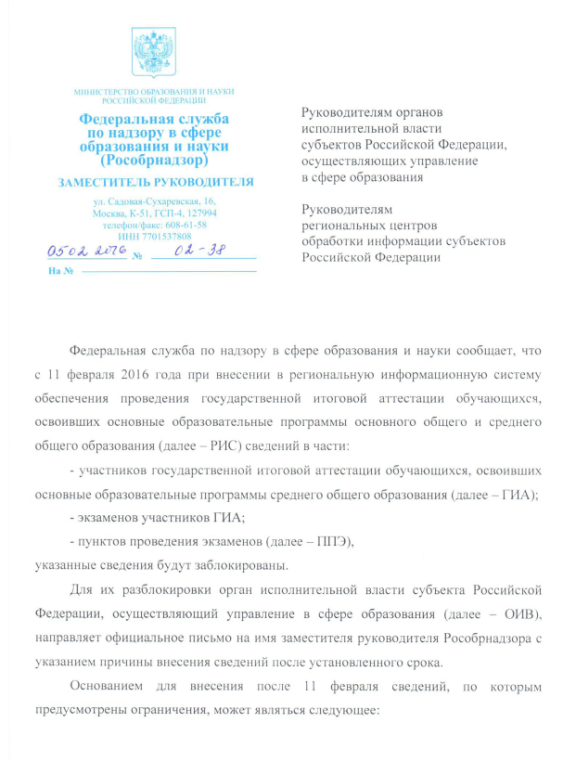 МИНИСТЕРСТВО ОБРАЗОВАНИЯ И НАУКИ
РОССИЙСКОЙ ФЕДЕРАЦИИ
Федеральная служба
по надзору в сфере
образования и науки
(Рособрнадзор)
ЗАМЕСТИТЕЛЬ РУКОВОДИТЕЛЯ
ул. Садовая-Сухаревская, 16,
Москва, К-51, ГСП-4, 127994
телефон/факс: 608-61-58
ИНН 7701537808
05 02 2016 № 02-38
На №
Руководителям органов
исполнительной власти
субъектов Российской Федерации,
осуществляющих управление
в сфере образования
Руководителям
региональных центров
обработки информации субъектов
Российской Федерации
Федеральная служба по надзору в сфере образования и науки сообщает, что
с 11 февраля 2016 года при внесении в региональную информационную систему
обеспечения проведения государственной итоговой аттестации обучающихся,
освоивших основные образовательные программы основного общего и среднего
общего образования (далее – РИС) сведений в части:
- участников государственной итоговой аттестации обучающихся, освоивших
основные образовательные программы среднего общего образования (далее – ГИА);
- экзаменов участников ГИА;
- пунктов проведения экзаменов (далее – ППЭ),
указанные сведения будут заблокированы.
Для их разблокировки орган исполнительной власти субъекта Российской
Федерации, осуществляющий управление в сфере образования (далее – ОИВ),
направляет официальное письмо на имя заместителя руководителя Рособрнадзора с
указанием причины внесения сведений после установленного срока.
Основанием для внесения после 11 февраля сведений, по которым
предусмотрены ограничения, может являться следующее: